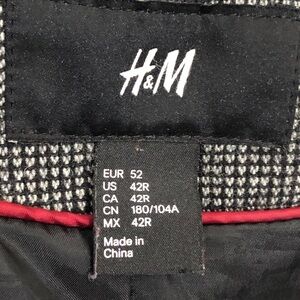 H&M
EUR 52
US 42R
CA 42R
CN 180/104A
MX 42R
Made in
China